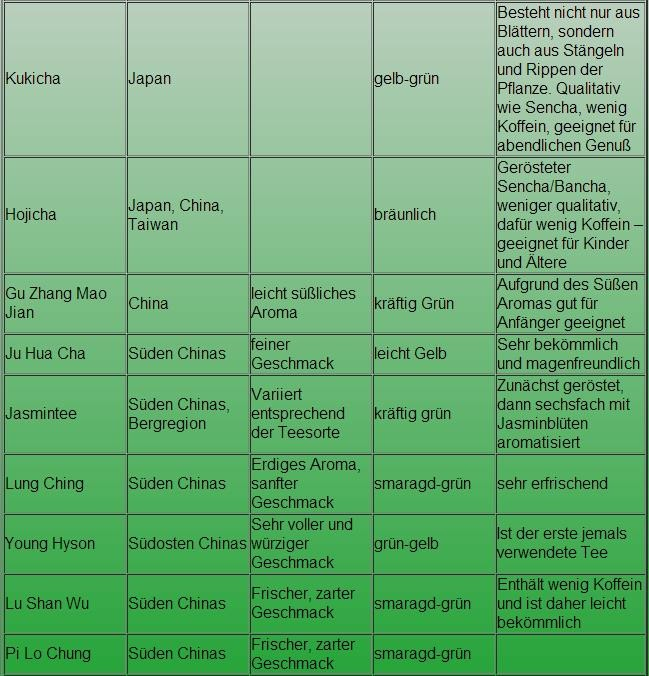 Kukicha
Japan
gelb-grün
Besteht nicht nur aus
Blättern, sondern
auch aus Stängeln
und Rippen der
Pflanze. Qualitativ
wie Sencha, wenig
Koffein, geeignet für
abendlichen Genuß
Hojicha
Japan, China,
Taiwan
bräunlich
Gerösteter
Sencha/Bancha,
weniger qualitativ,
dafür wenig Koffein –
geeignet für Kinder
und Ältere
Gu Zhang Mao
Jian
China
leicht süßliches
Aroma
kräftig Grün
Aufgrund des Süßen
Aromas gut für
Anfänger geeignet
Ju Hua Cha
Süden Chinas
feiner
Geschmack
leicht Gelb
Sehr bekömmlich
und magenfreundlich
Jasmintee
Süden Chinas,
Bergregion
Variiert
entsprechend
der Teesorte
kräftig grün
Zunächst geröstet,
dann sechsfach mit
Jasminblüten
aromatisiert
Lung Ching
Süden Chinas
Erdiges Aroma,
sanfter
Geschmack
smaragd-grün
sehr erfrischend
Young Hyson
Südosten Chinas
Sehr voller und
würziger
Geschmack
grün-gelb
Ist der erste jemals
verwendete Tee
Lu Shan Wu
Süden Chinas
Frischer, zarter
Geschmack
smaragd-grün
Enthält wenig Koffein
und ist daher leicht
bekömmlich
Pi Lo Chung
Süden Chinas
Frischer, zarter
Geschmack
smaragd-grün